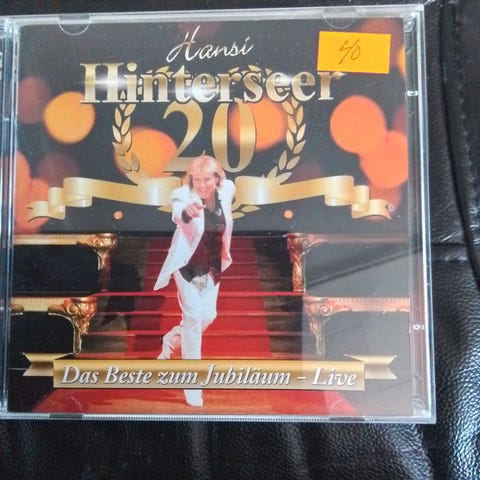 40
Hansi
Hinterseer
20
Das Beste zum Jubiläum – Live